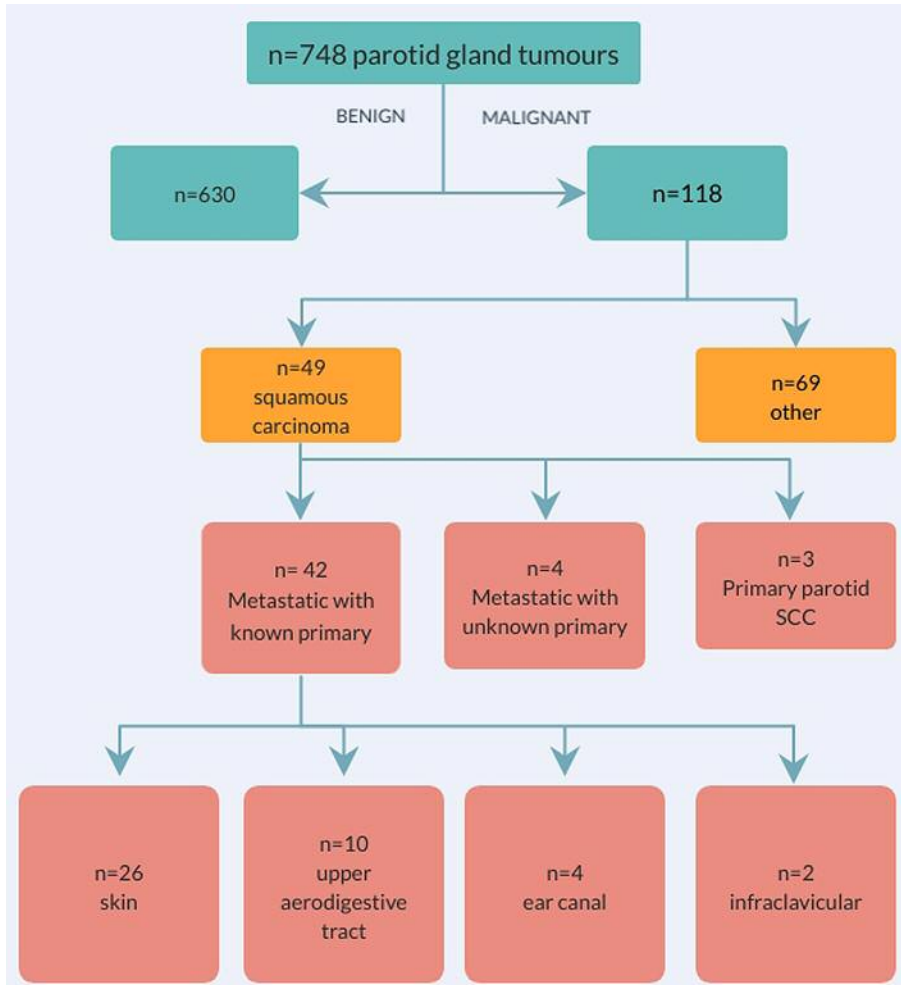 n=748 parotid gland tumours
BENIGN
MALIGNANT
n=630
n=118
n=49
squamous
carcinoma
n=69
other
n= 42
Metastatic with
known primary
n=4
Metastatic with
unknown primary
n=3
Primary parotid
SCC
n=26
skin
n=10
upper
aerodigestive
tract
n=4
ear canal
n=2
infraclavicular